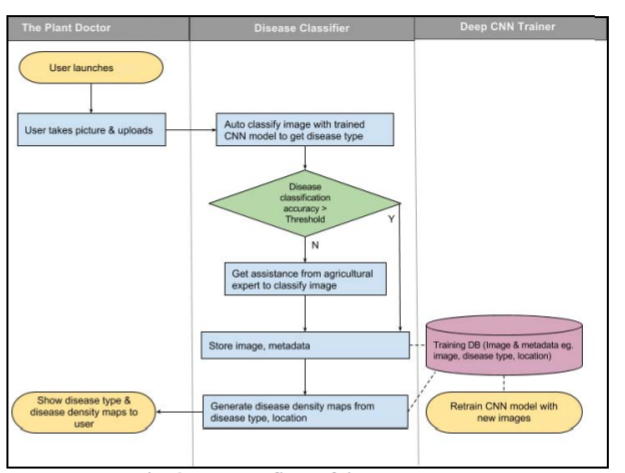 The Plant Doctor
Disease Classifier
Deep CNN Trainer
User launches
User takes picture & uploads
Auto classify image with trained
CNN model to get disease type
Disease
classification
accuracy >
Threshold
Y
N
Get assistance from agricultural
expert to classify image
Store image, metadata
Training DB (Image & metadata eg.
image, disease type, location)
Show disease type &
disease density maps to
user
Generate disease density maps from
disease type, location
Retrain CNN model with
new images